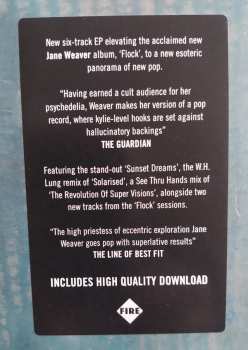 New six-track EP elevating the acclaimed new
Jane Weaver album, 'Flock', to a new esoteric
panorama of new pop.
"Having earned a cult audience for her
psychedelia, Weaver makes her version of a pop
record, where kylie-level hooks are set against
hallucinatory backings"
THE GUARDIAN
Featuring the stand-out 'Sunset Dreams', the W.H.
Lung remix of 'Solarised', a See Thru Hands mix of
'The Revolution Of Super Visions', alongside two
new tracks from the 'Flock' sessions.
"The high priestess of eccentric exploration Jane
Weaver goes pop with superlative results"
THE LINE OF BEST FIT
INCLUDES HIGH QUALITY DOWNLOAD
FIRE